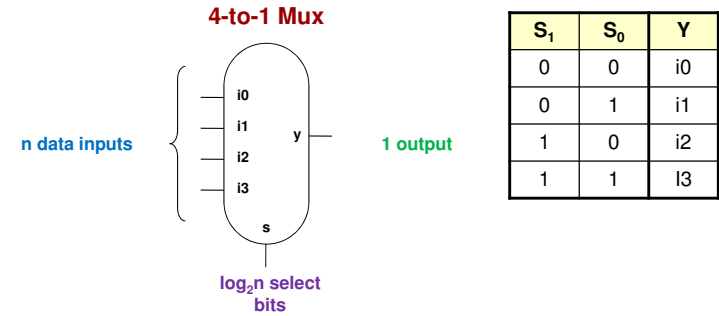 4-to-1 Mux
n data inputs
i0
i1
i2
i3
y
s
1 output
log₂n select
bits
S₁ S₀ Y
0 0 i0
0 1 i1
1 0 i2
1 1 I3